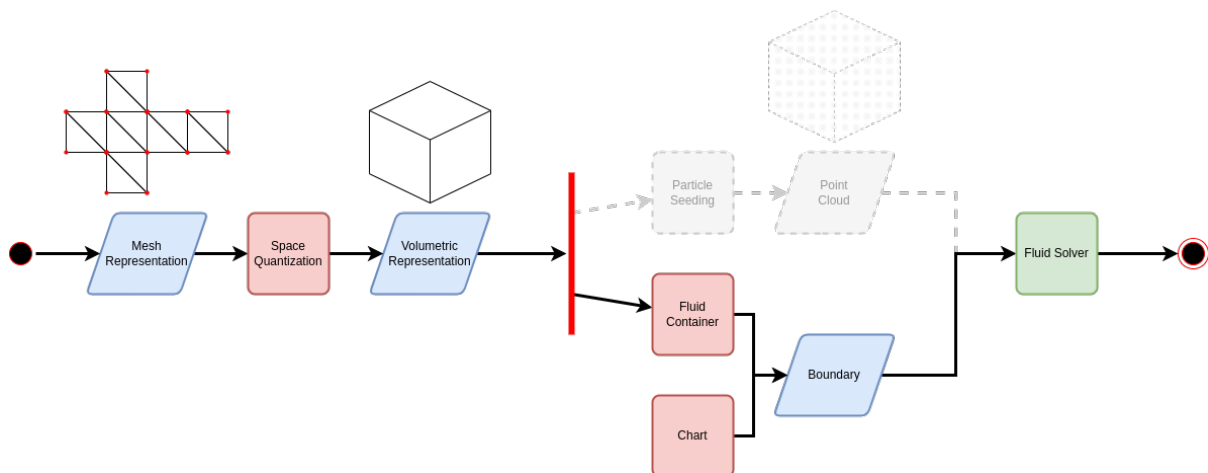 Particle
Seeding
Point
Cloud
Mesh
Representation
Space
Quantization
Volumetric
Representation
Fluid Solver
Fluid
Container
Boundary
Chart